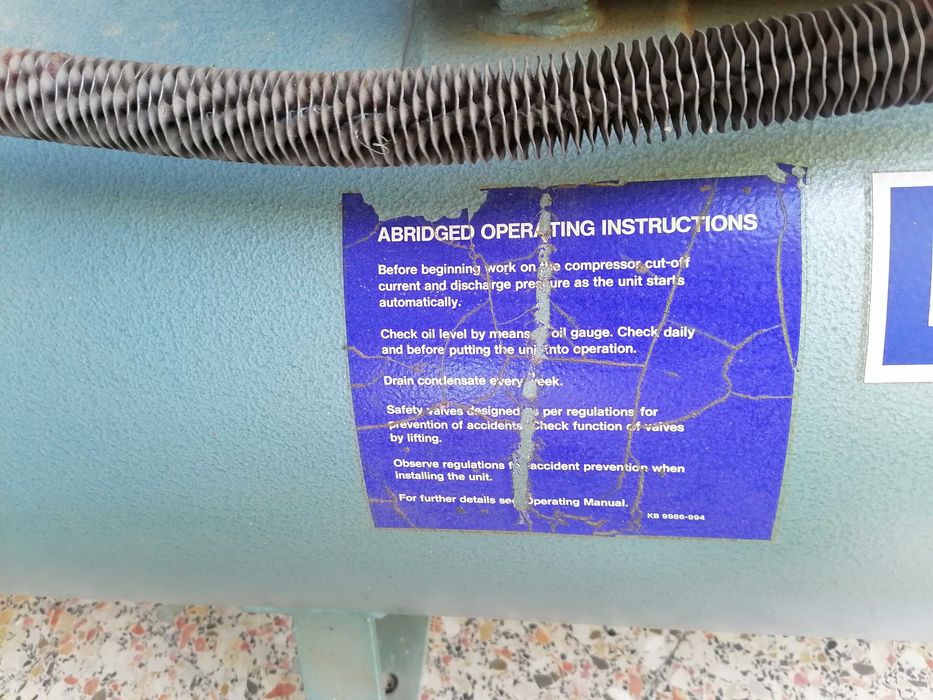 ABRIDGED OPERATING INSTRUCTIONS
Before beginning work on the compressor cut-off
current and discharge pressure as the unit starts
automatically.
Check oil level by means oil gauge. Check daily
and before putting the unit into operation.
Drain condensate every week.
Safety valves designed as per regulations for
prevention of accidents. Check function of valves
by lifting.
Observe regulations for accident prevention when
installing the unit.
For further details see Operating Manual.
KB 9986-994